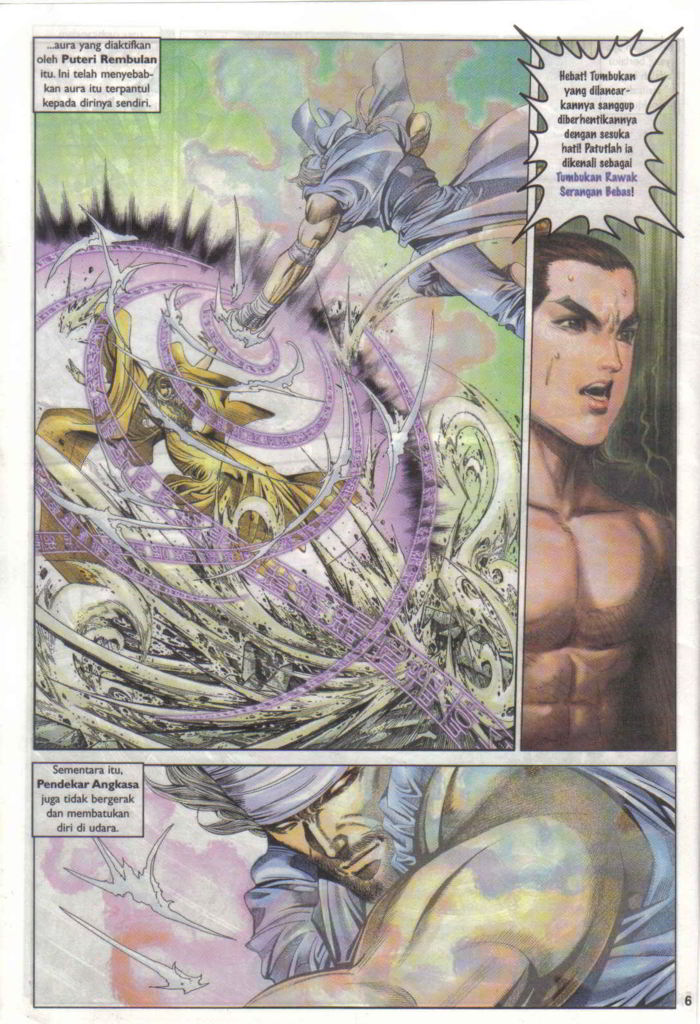 ...aura yang diaktifkan
oleh Puteri Rembulan
itu. Ini telah menyebab-
kan aura itu terpantul
kepada dirinya sendiri.
Hebat! Tumbukan
yang dilancar-
kannya sanggup
diberhentikannya
dengan sesuka
hati! Patutlah ia
dikenali sebagai
Tumbukan Rawak
Serangan Bebas!
Sementara itu,
Pendekar Angkasa
juga tidak bergerak
dan membatukan
diri di udara.
6